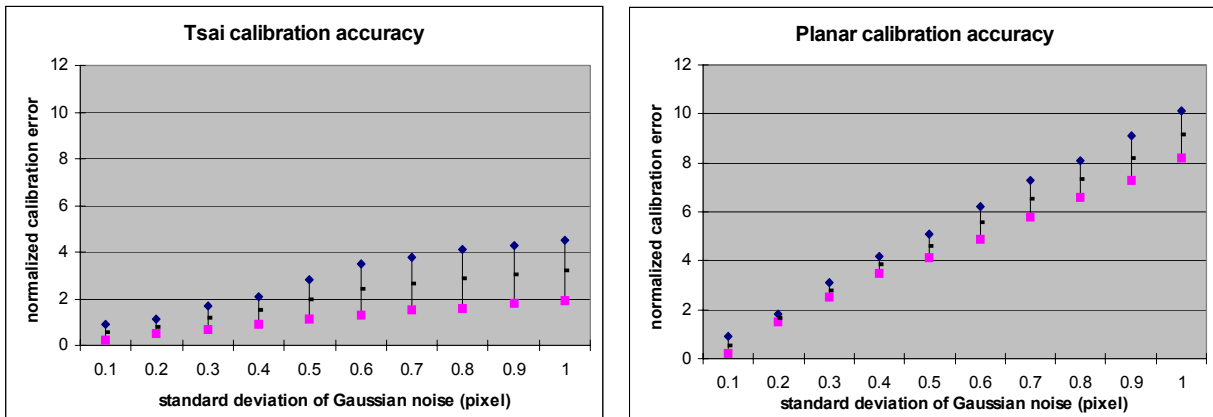 Tsai calibration accuracy
normalized calibration error
12
10
8
6
4
2
0
0.1 0.2 0.3 0.4 0.5 0.6 0.7 0.8 0.9 1
standard deviation of Gaussian noise (pixel)
Planar calibration accuracy
normalized calibration error
12
10
8
6
4
2
0
0.1 0.2 0.3 0.4 0.5 0.6 0.7 0.8 0.9 1
standard deviation of Gaussian noise (pixel)